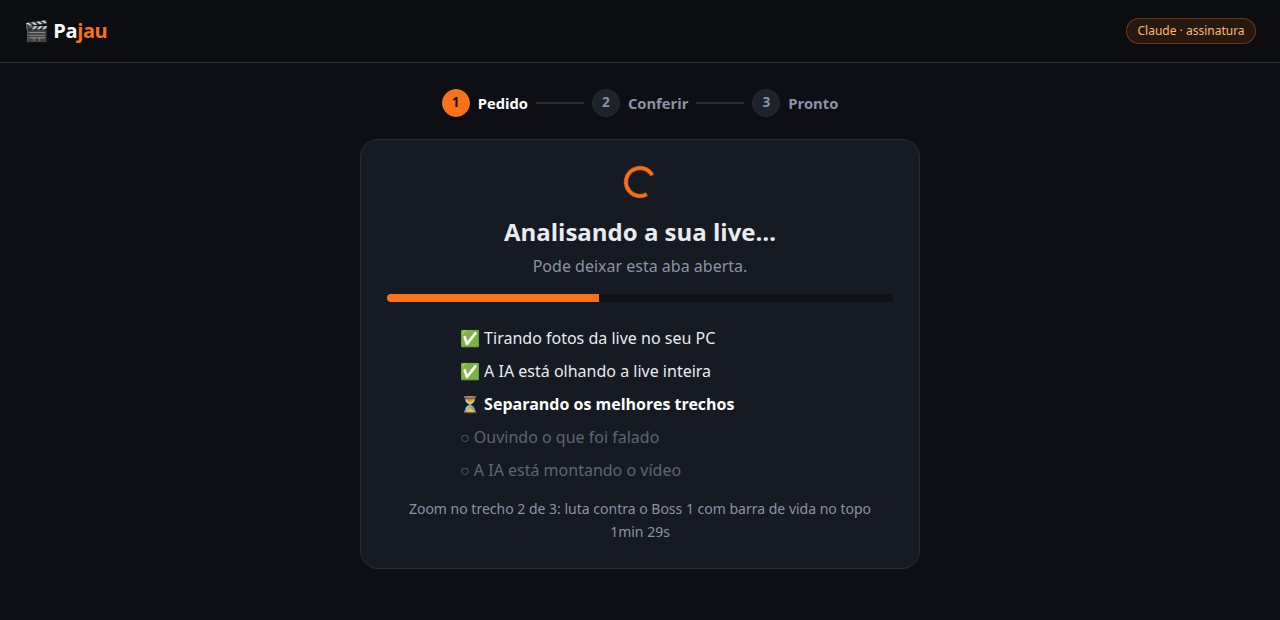 🎬 Pajau
Claude · assinatura
1 Pedido 2 Conferir 3 Pronto
Analisando a sua live...
Pode deixar esta aba aberta.
✅ Tirando fotos da live no seu PC
✅ A IA está olhando a live inteira
⏳ Separando os melhores trechos
○ Ouvindo o que foi falado
○ A IA está montando o vídeo
Zoom no trecho 2 de 3: luta contra o Boss 1 com barra de vida no topo
1min 29s